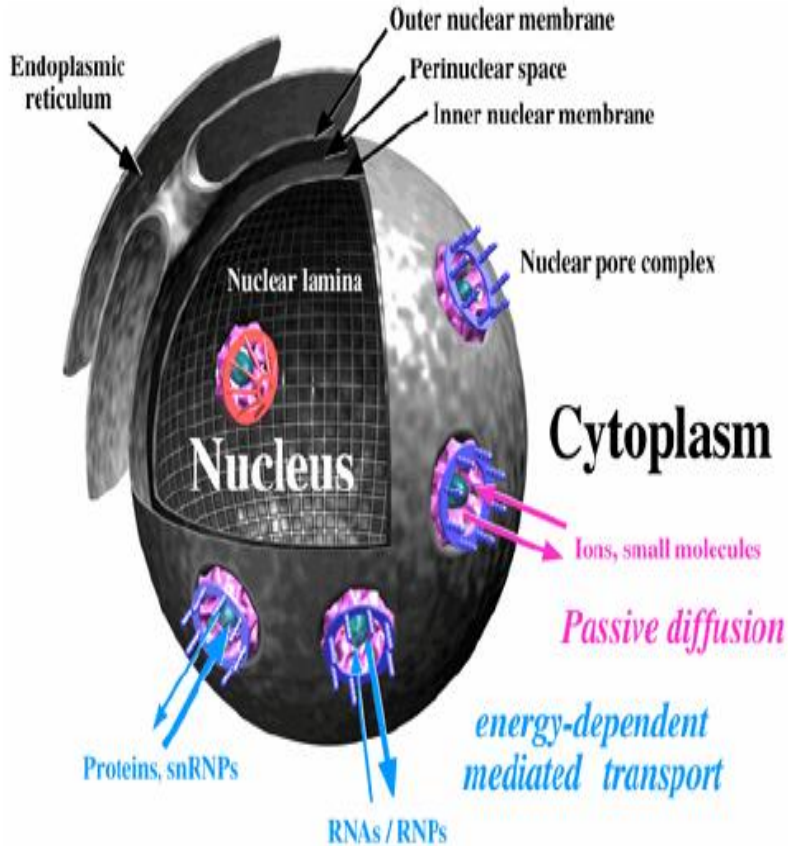 Outer nuclear membrane
Endoplasmic
reticulum
Perinuclear space
Inner nuclear membrane
Nuclear pore complex
Nuclear lamina
Nucleus
Cytoplasm
Ions, small molecules
Passive diffusion
energy-dependent
mediated transport
Proteins, snRNPs
RNAs / RNPs